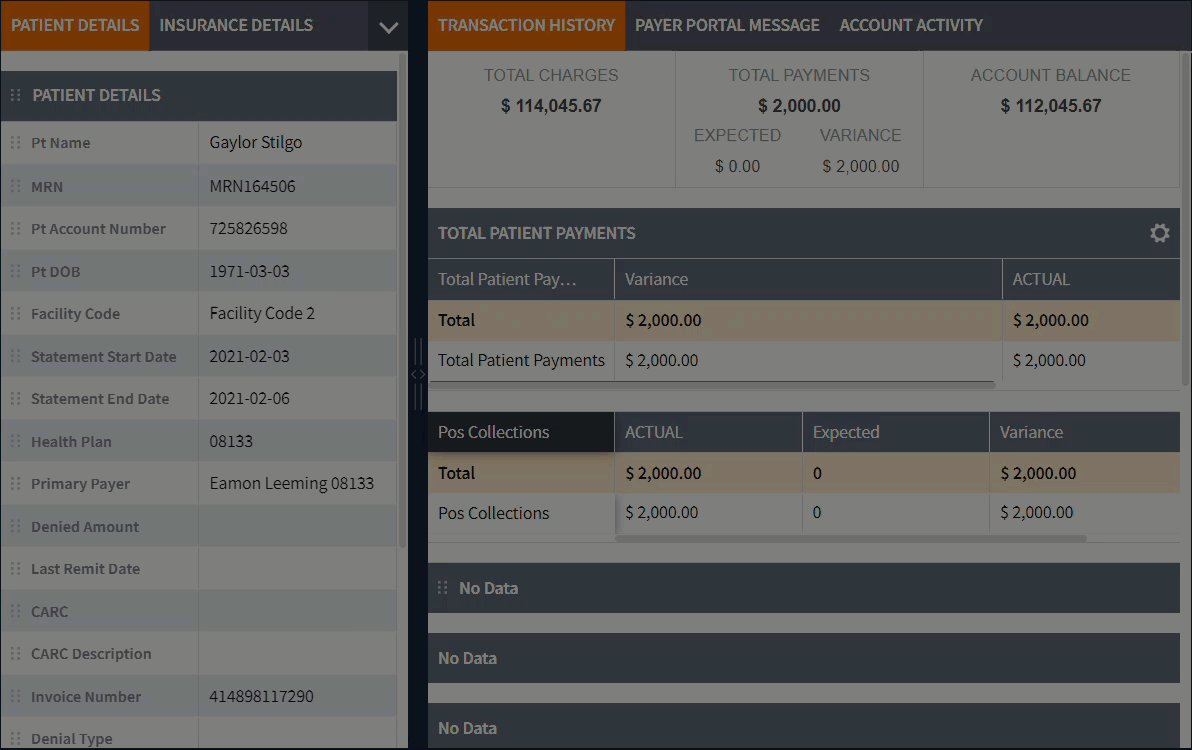 PATIENT DETAILS INSURANCE DETAILS
PATIENT DETAILS
Pt Name Gaylor Stilgo
MRN MRN164506
Pt Account Number 725826598
Pt DOB 1971-03-03
Facility Code Facility Code 2
Statement Start Date 2021-02-03
Statement End Date 2021-02-06
Health Plan 08133
Primary Payer Eamon Leeming 08133
Denied Amount
Last Remit Date
CARC
CARC Description
Invoice Number 414898117290
Denial Type
TRANSACTION HISTORY PAYER PORTAL MESSAGE ACCOUNT ACTIVITY
TOTAL CHARGES TOTAL PAYMENTS ACCOUNT BALANCE
$ 114,045.67 $ 2,000.00 $ 112,045.67
EXPECTED VARIANCE
$ 0.00 $ 2,000.00
TOTAL PATIENT PAYMENTS
Total Patient Pay... Variance ACTUAL
Total $ 2,000.00 $ 2,000.00
Total Patient Payments $ 2,000.00 $ 2,000.00
Pos Collections ACTUAL Expected Variance
Total $ 2,000.00 0 $ 2,000.00
Pos Collections $ 2,000.00 0 $ 2,000.00
No Data
No Data
No Data